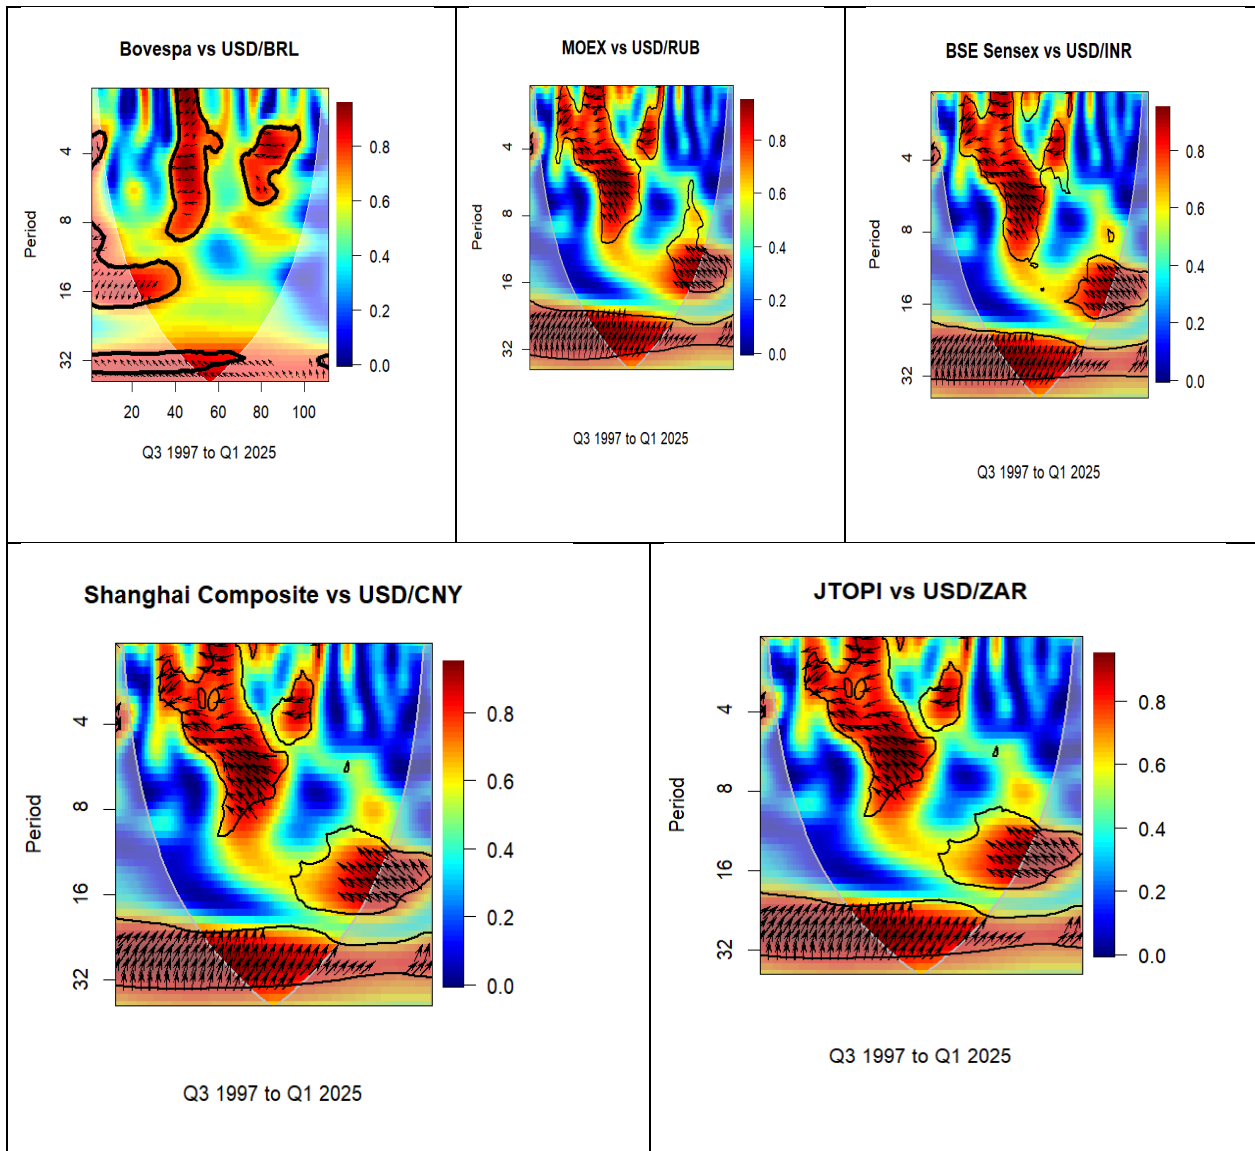 Bovespa vs USD/BRL
Period
4
8
16
32
20 40 60 80 100
0.8
0.6
0.4
0.2
0.0
Q3 1997 to Q1 2025
MOEX vs USD/RUB
Period
4
8
16
32
0.8
0.6
0.4
0.2
0.0
Q3 1997 to Q1 2025
BSE Sensex vs USD/INR
Period
4
8
16
32
0.8
0.6
0.4
0.2
0.0
Q3 1997 to Q1 2025
Shanghai Composite vs USD/CNY
Period
4
8
16
32
0.8
0.6
0.4
0.2
0.0
Q3 1997 to Q1 2025
JTOPI vs USD/ZAR
Period
4
8
16
32
0.8
0.6
0.4
0.2
0.0
Q3 1997 to Q1 2025